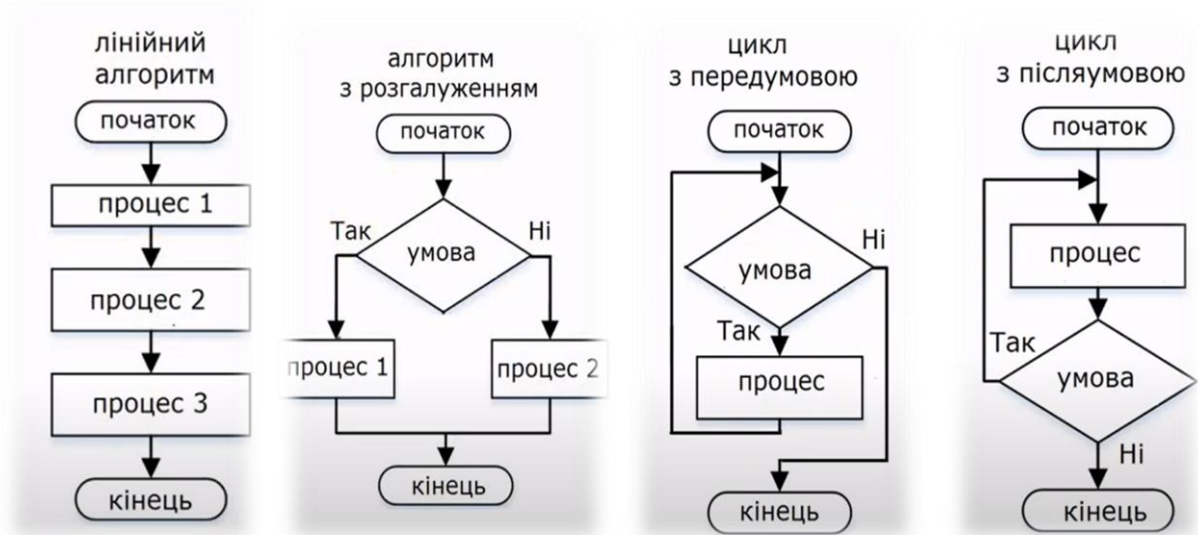 лінійний
алгоритм
початок
процес 1
процес 2
процес 3
кінець
алгоритм
з розгалуженням
початок
Так
Ні
умова
процес 1
процес 2
кінець
цикл
з передумовою
початок
Ні
умова
Так
процес
кінець
цикл
з післяумовою
початок
процес
Так
умова
Ні
кінець